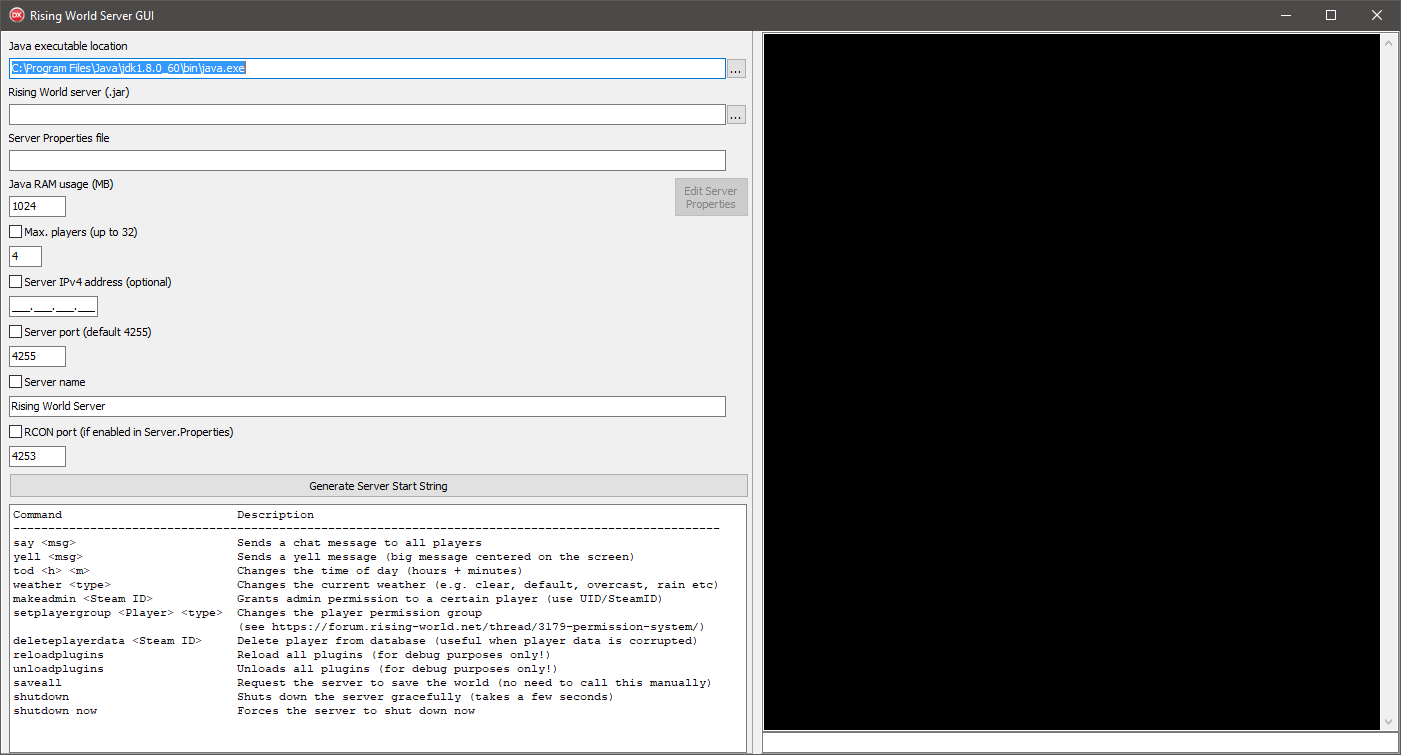 DX Rising World Server GUI
Java executable location
C:\Program Files\Java\jdk1.8.0_60\bin\java.exe
...
Rising World server (.jar)
...
Server Properties file
Java RAM usage (MB)
Edit Server
Properties
1024
Max. players (up to 32)
4
Server IPv4 address (optional)
___.___.___.___
Server port (default 4255)
4255
Server name
Rising World Server
RCON port (if enabled in Server.Properties)
4253
Generate Server Start String
Command Description
-----------------------------------------------------------------------------------------------------
say <msg> Sends a chat message to all players
yell <msg> Sends a yell message (big message centered on the screen)
tod <h> <m> Changes the time of day (hours + minutes)
weather <type> Changes the current weather (e.g. clear, default, overcast, rain etc)
makeadmin <Steam ID> Grants admin permission to a certain player (use UID/SteamID)
setplayergroup <Player> <type> Changes the player permission group
(see https://forum.rising-world.net/thread/3179-permission-system/)
deleteplayerdata <Steam ID> Delete player from database (useful when player data is corrupted)
reloadplugins Reload all plugins (for debug purposes only!)
unloadplugins Unloads all plugins (for debug purposes only!)
saveall Request the server to save the world (no need to call this manually)
shutdown Shuts down the server gracefully (takes a few seconds)
shutdown now Forces the server to shut down now